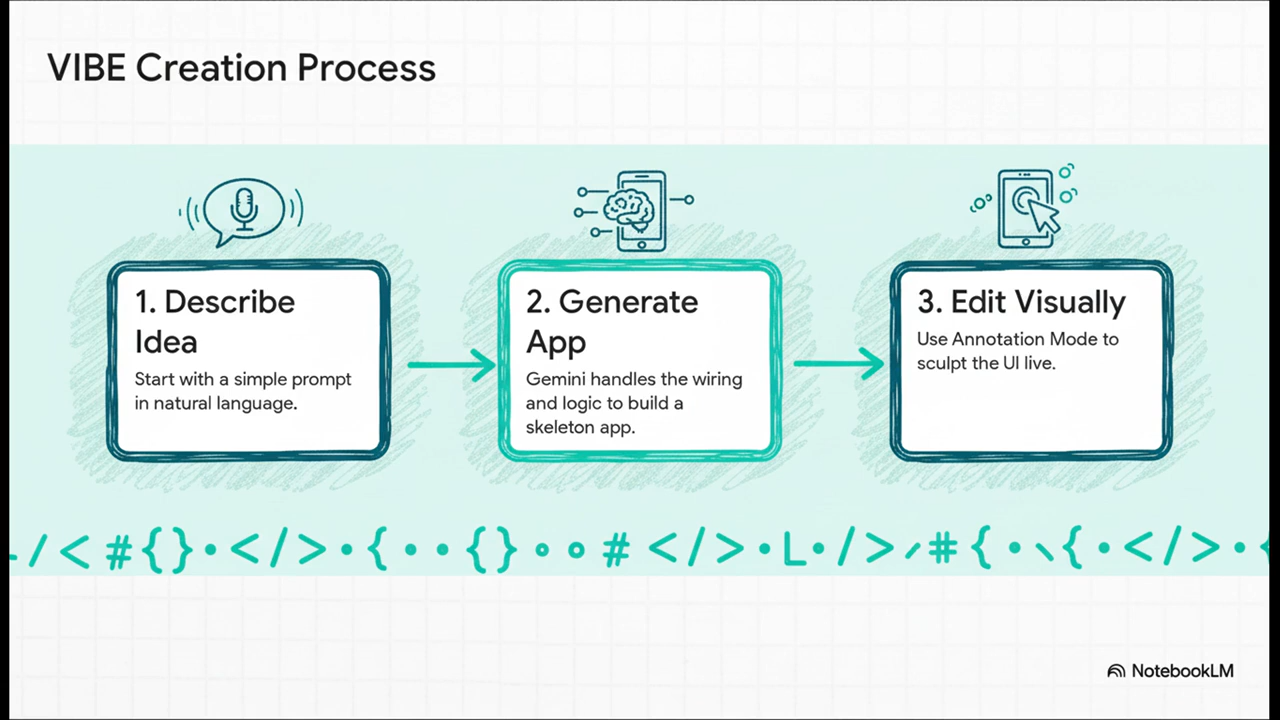 VIBE Creation Process
1. Describe
Idea
Start with a simple prompt
in natural language.
2. Generate
App
Gemini handles the wiring
and logic to build a
skeleton app.
3. Edit Visually
Use Annotation Mode to
sculpt the UI live.
NotebookLM